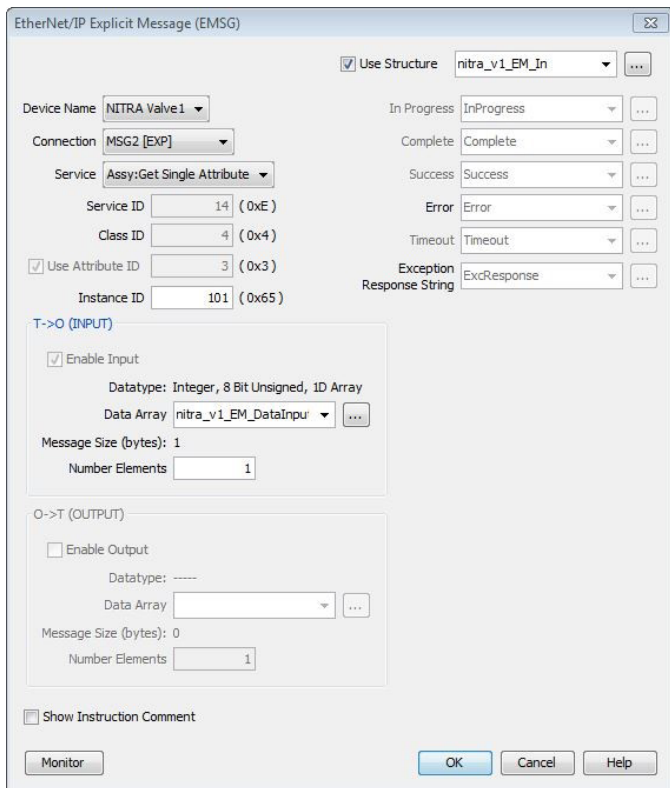 EtherNet/IP Explicit Message (EMSG)
Use Structure nitra_v1_EM_In ...
Device Name NITRA Valve1
Connection MSG2 [EXP]
Service Assy:Get Single Attribute
Service ID 14 ( 0xE )
Class ID 4 ( 0x4 )
Use Attribute ID 3 ( 0x3 )
Instance ID 101 ( 0x65 )
In Progress InProgress ...
Complete Complete ...
Success Success ...
Error Error ...
Timeout Timeout ...
Exception
Response String ExcResponse ...
T->O (INPUT)
Enable Input
Datatype: Integer, 8 Bit Unsigned, 1D Array
Data Array nitra_v1_EM_DataInput ...
Message Size (bytes): 1
Number Elements 1
O->T (OUTPUT)
Enable Output
Datatype: -----
Data Array ...
Message Size (bytes): 0
Number Elements 1
Show Instruction Comment
Monitor OK Cancel Help